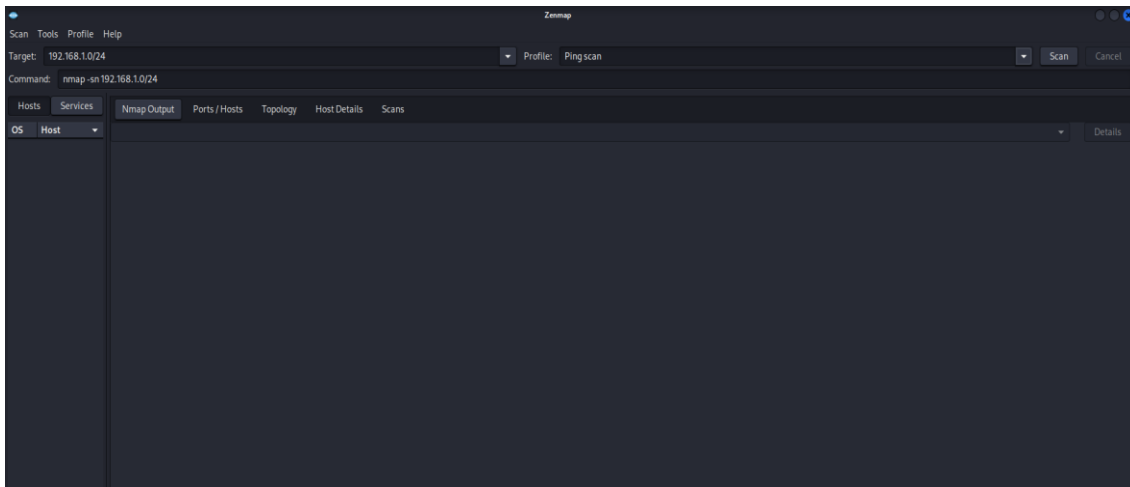 Zenmap
Scan Tools Profile Help
Target: 192.168.1.0/24 Profile: Ping scan Scan Cancel
Command: nmap -sn 192.168.1.0/24
Hosts Services Nmap Output Ports / Hosts Topology Host Details Scans
OS Host Details